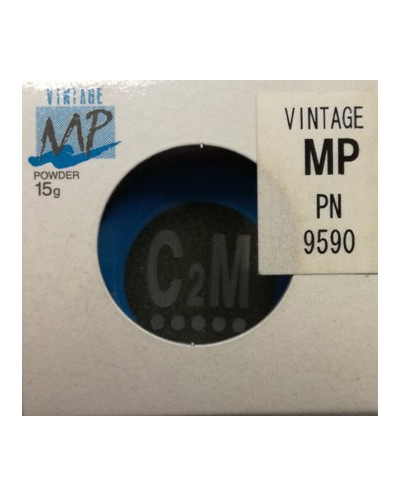 VINTAGE
MP
POWDER
15g
C2M
VINTAGE
MP
PN
9590